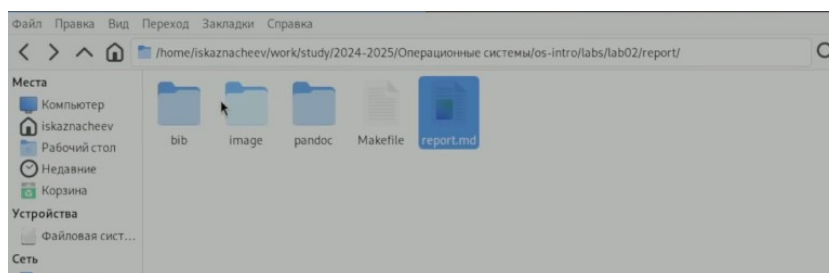 Файл Правка Вид Переход Закладки Справка
/home/iskaznacheev/work/study/2024-2025/Операционные системы/os-intro/labs/lab02/report/
Места
Компьютер
iskaznacheev
Рабочий стол
Недавние
Корзина
Устройства
Файловая сист...
Сеть
bib image pandoc Makefile report.md